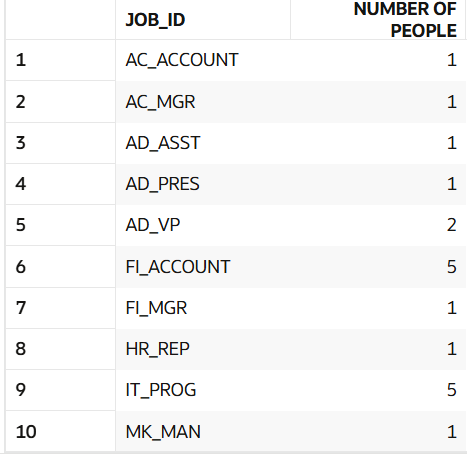 JOB_ID NUMBER OF PEOPLE
1 AC_ACCOUNT 1
2 AC_MGR 1
3 AD_ASST 1
4 AD_PRES 1
5 AD_VP 2
6 FI_ACCOUNT 5
7 FI_MGR 1
8 HR_REP 1
9 IT_PROG 5
10 MK_MAN 1